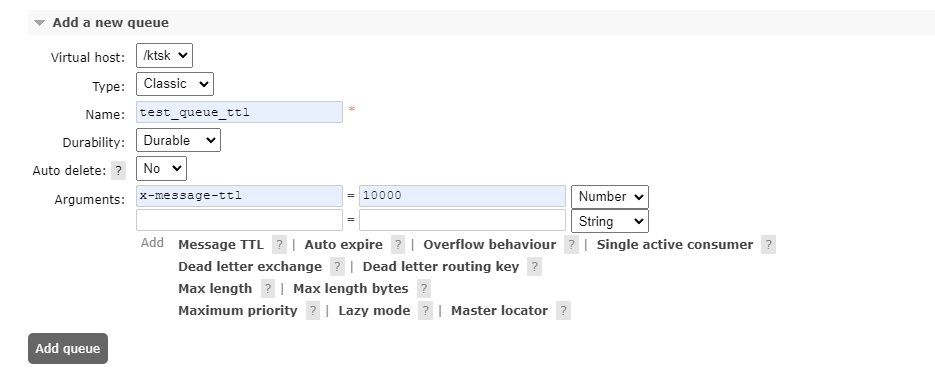 Add a new queue
Virtual host: /ktsk
Type: Classic
Name: test_queue_ttl *
Durability: Durable
Auto delete: ? No
Arguments: x-message-ttl = 10000 Number
= String
Add Message TTL ? | Auto expire ? | Overflow behaviour ? | Single active consumer ?
Dead letter exchange ? | Dead letter routing key ?
Max length ? | Max length bytes ?
Maximum priority ? | Lazy mode ? | Master locator ?
Add queue